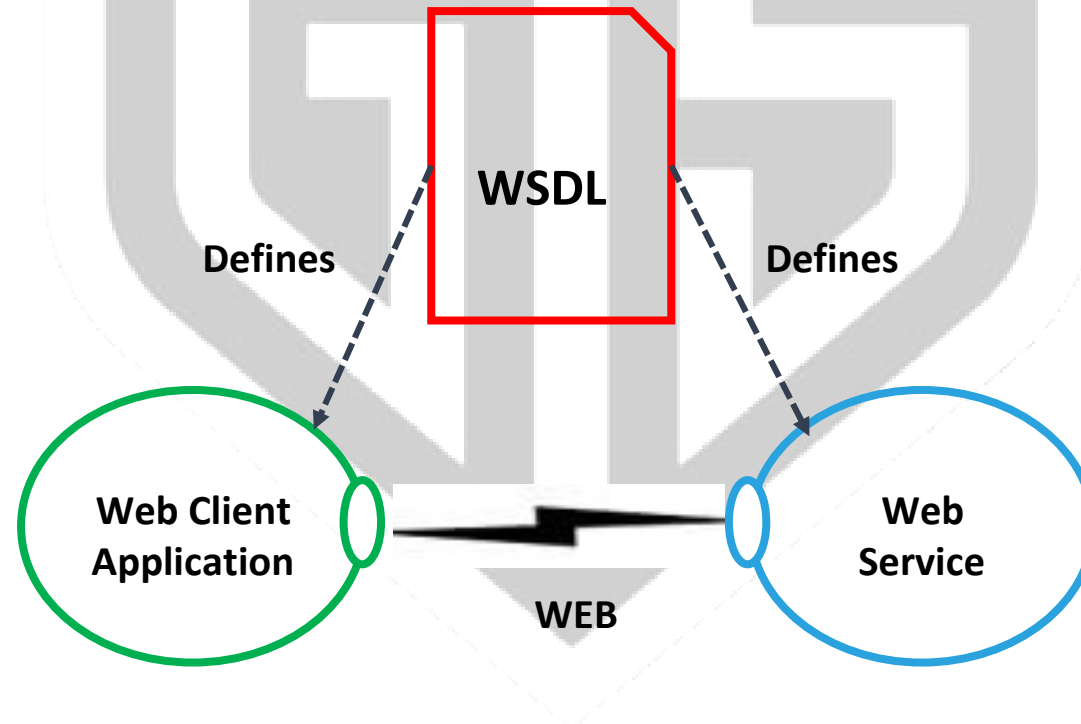 WSDL
Defines
Defines
Web Client
Application
Web
Service
WEB